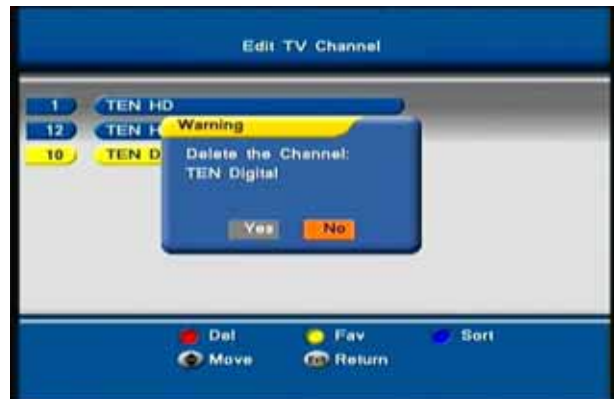 Edit TV Channel
1 TEN HD
12 TEN H
10 TEN D
Warning
Delete the Channel:
TEN Digital
Yes No
Del Fav Sort
Move Return